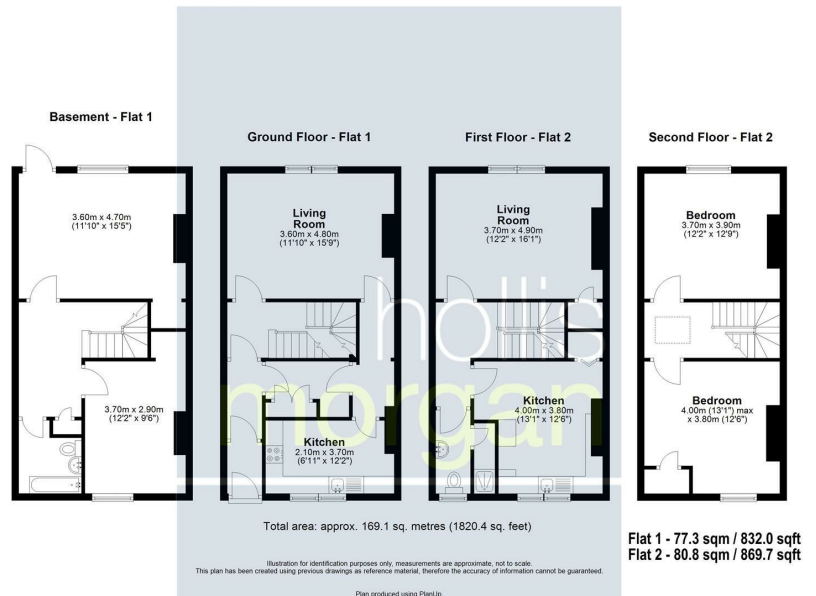 Basement - Flat 1
3.60m x 4.70m
(11'10" x 15'5")
3.70m x 2.90m
(12'2" x 9'6")
Ground Floor - Flat 1
Living
Room
3.60m x 4.80m
(11'10" x 15'9")
Kitchen
2.10m x 3.70m
(6'11" x 12'2")
First Floor - Flat 2
Living
Room
3.70m x 4.90m
(12'2" x 16'1")
Kitchen
4.00m x 3.80m
(13'1" x 12'6")
Second Floor - Flat 2
Bedroom
3.70m x 3.90m
(12'2" x 12'9")
Bedroom
4.00m (13'1") max
x 3.80m (12'6")
hollis
morgan
Total area: approx. 169.1 sq. metres (1820.4 sq. feet)
Flat 1 - 77.3 sqm / 832.0 sqft
Flat 2 - 80.8 sqm / 869.7 sqft
Illustration for identification purposes only, measurements are approximate, not to scale.
This plan has been created using previous drawings as reference material, therefore the accuracy of information cannot be guaranteed.
Plan produced using PlanUp.